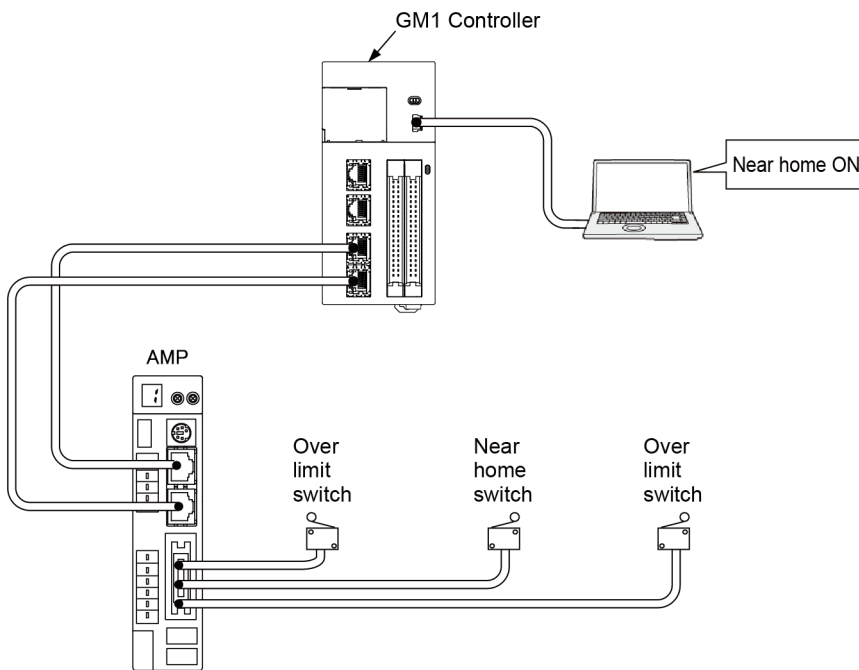 GM1 Controller
Near home ON
AMP
Over
limit
switch
Near
home
switch
Over
limit
switch